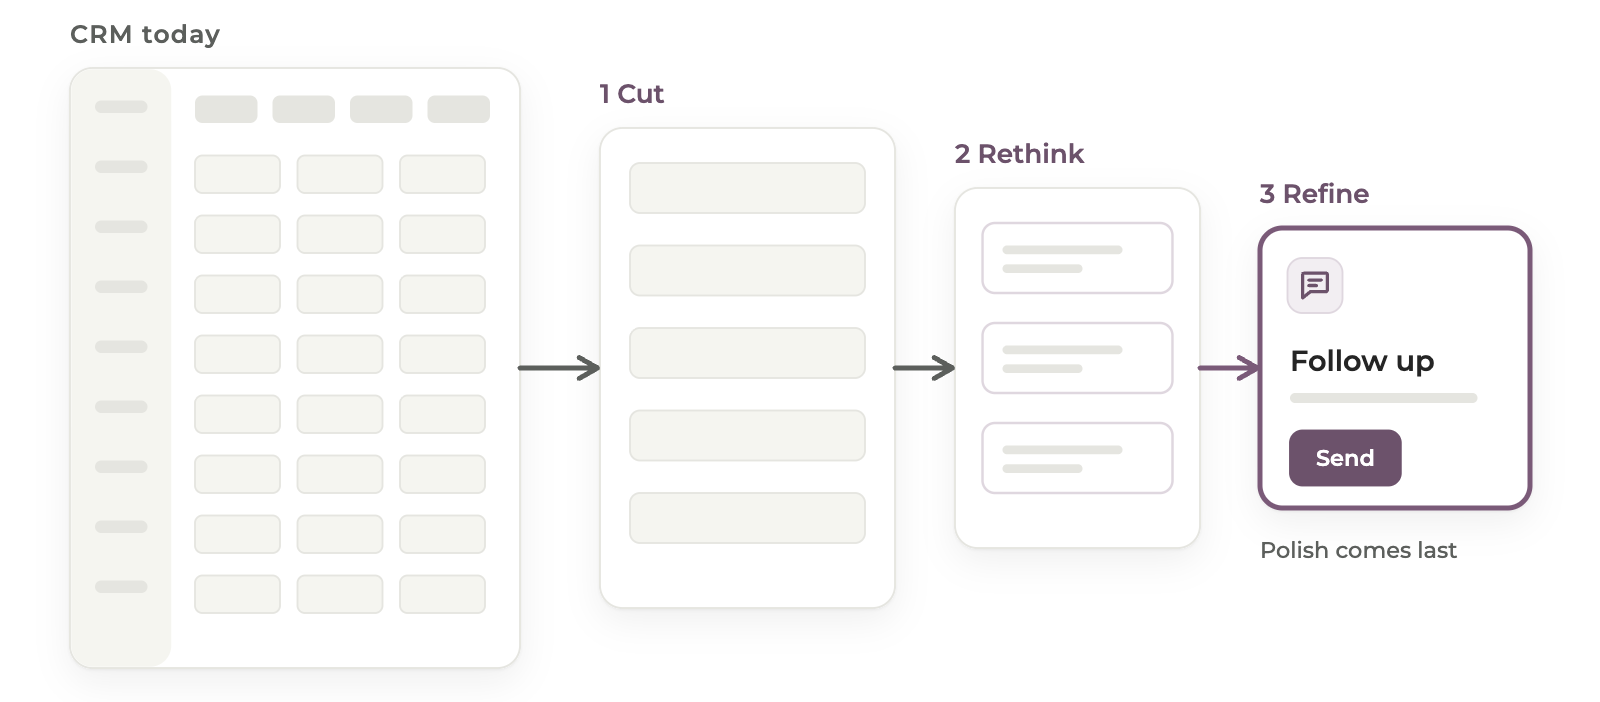 CRM today
1 Cut
2 Rethink
3 Refine
Follow up
Send
Polish comes last